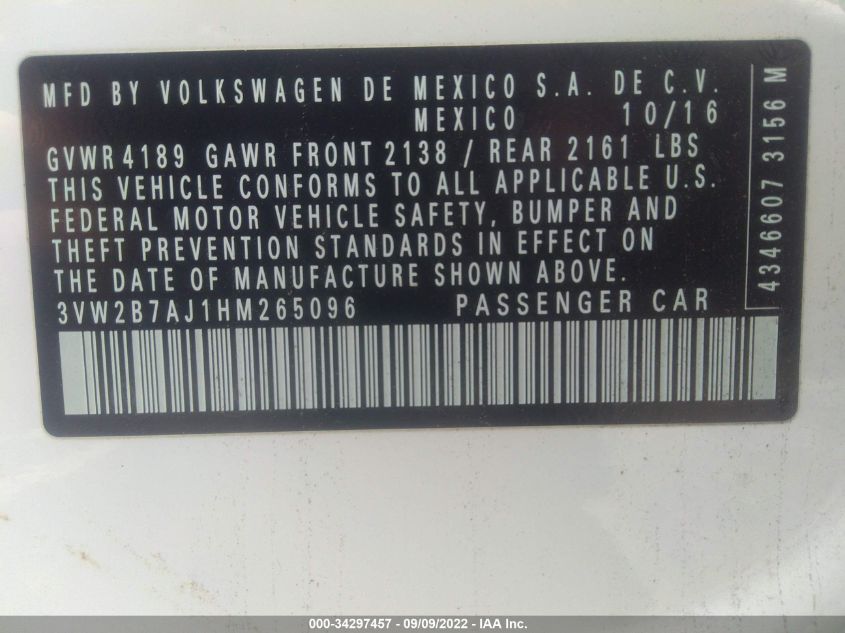 MFD BY VOLKSWAGEN DE MEXICO S.A. DE C.V.
MEXICO 10/16
GVWR 4189 GAWR FRONT 2138 / REAR 2161 LBS
THIS VEHICLE CONFORMS TO ALL APPLICABLE U.S.
FEDERAL MOTOR VEHICLE SAFETY, BUMPER AND
THEFT PREVENTION STANDARDS IN EFFECT ON
THE DATE OF MANUFACTURE SHOWN ABOVE.
3VW2B7AJ1HM265096 PASSENGER CAR
4346607 3156 M
000-34297457 - 09/09/2022 - IAA Inc.